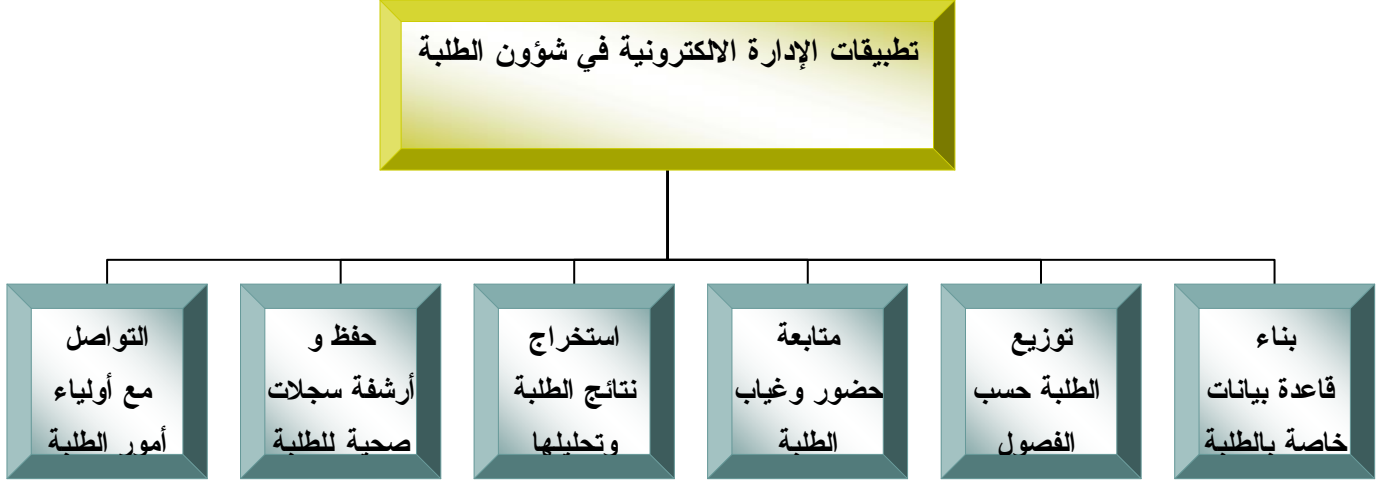 تطبيقات الإدارة الالكترونية في شؤون الطلبة
بناء
قاعدة بيانات
خاصة بالطلبة
توزيع
الطلبة حسب
الفصول
متابعة
حضور وغياب
الطلبة
استخراج
نتائج الطلبة
وتحليلها
حفظ و
أرشفة سجلات
صحية للطلبة
التواصل
مع أولياء
أمور الطلبة